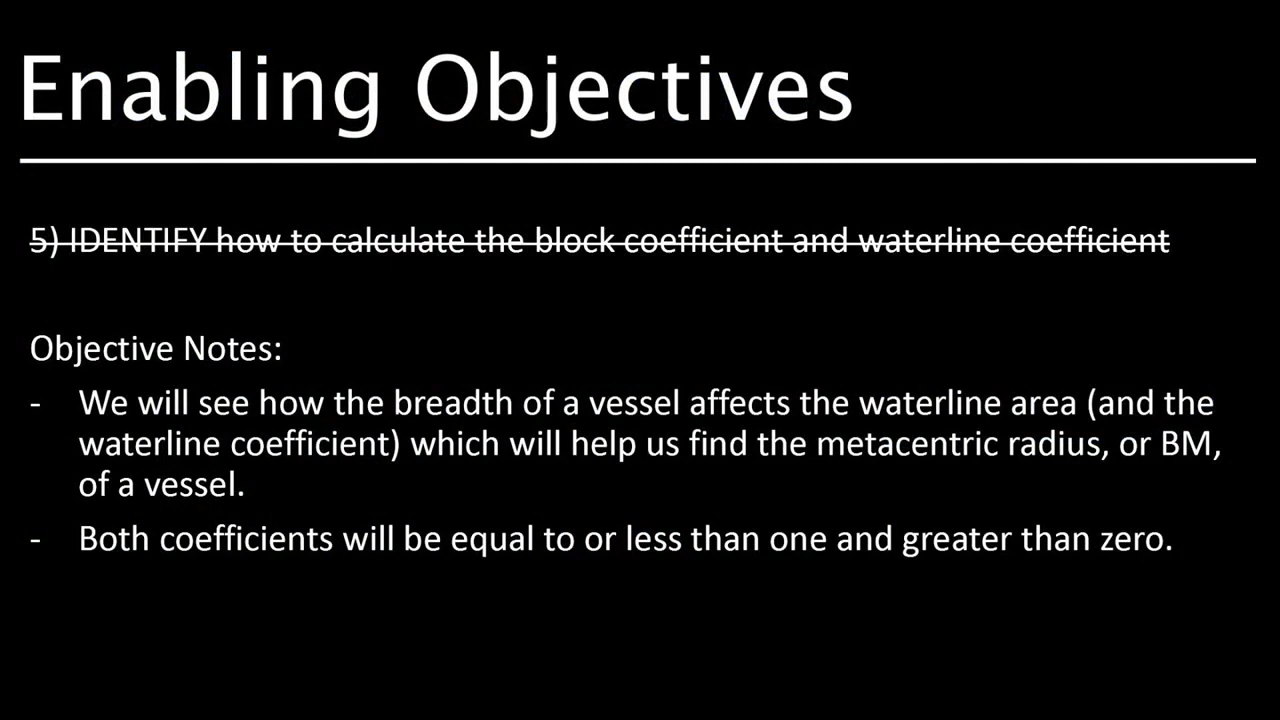 Enabling Objectives
5) IDENTIFY how to calculate the block coefficient and waterline coefficient
Objective Notes:
- We will see how the breadth of a vessel affects the waterline area (and the
waterline coefficient) which will help us find the metacentric radius, or BM,
of a vessel.
- Both coefficients will be equal to or less than one and greater than zero.